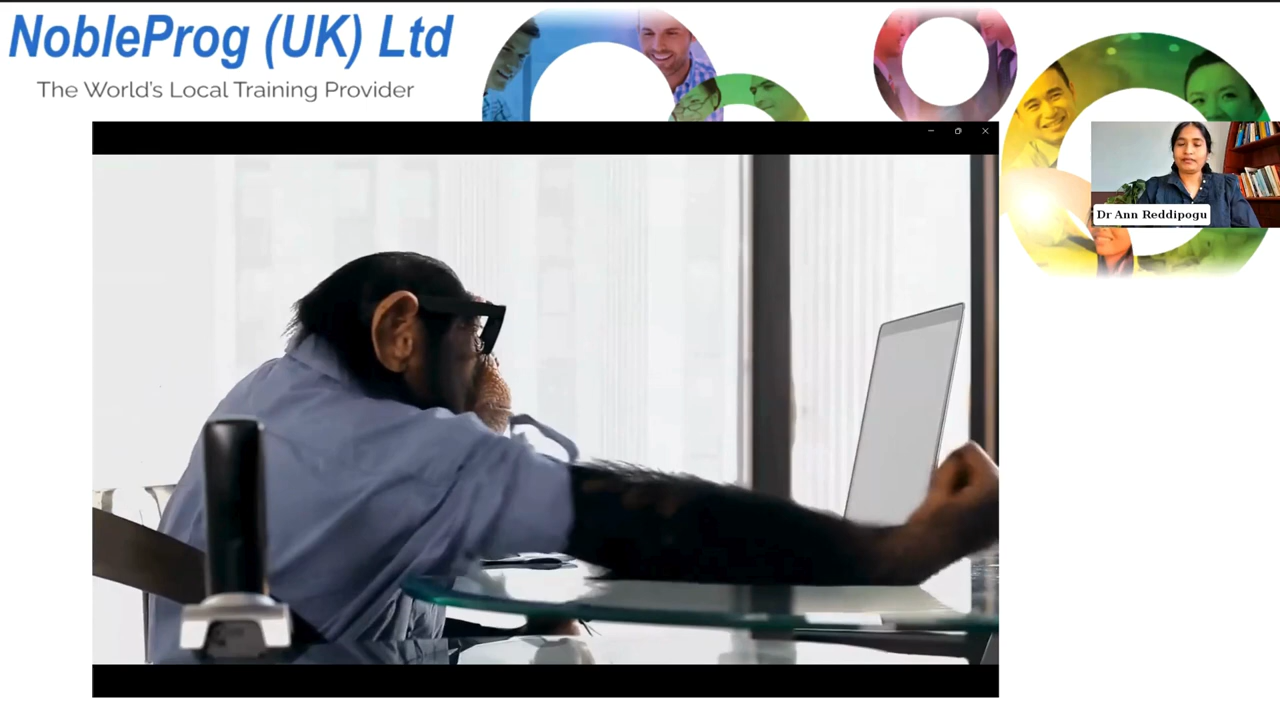 NobleProg (UK) Ltd
The World's Local Training Provider
Dr Ann Reddipogu